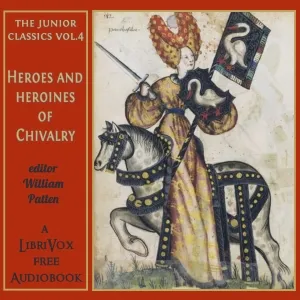 THE JUNIOR
CLASSICS VOL.4
HEROES AND
HEROINES
OF
CHIVALRY
editor
William
Patten
A
LIBRIVOX
FREE
AUDIOBOOK